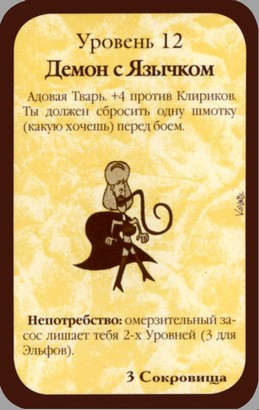 Уровень 12
Демон с Язычком
Адовая Тварь. +4 против Клириков.
Ты должен сбросить одну шмотку
(какую хочешь) перед боем.
Непотребство: омерзительный за-
сос лишает тебя 2-х Уровней (3 для
Эльфов).
3 Сокровища